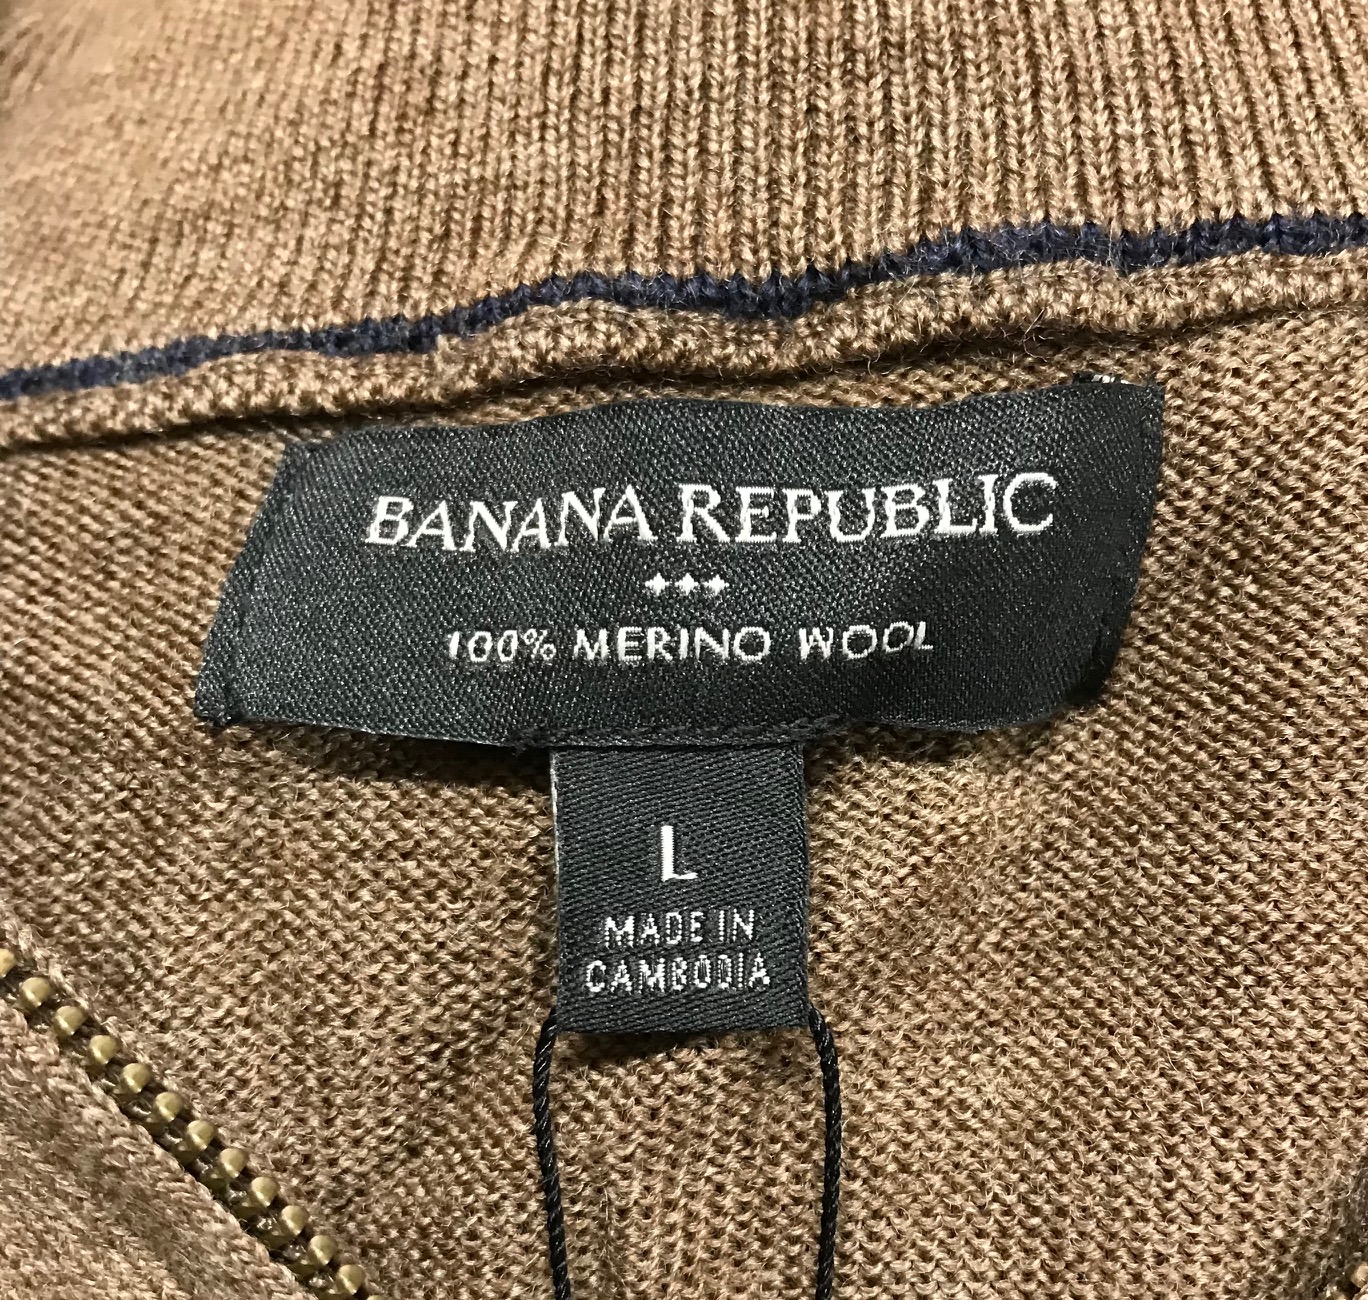 BANANA REPUBLIC
100% MERINO WOOL
L
MADE IN
CAMBODIA